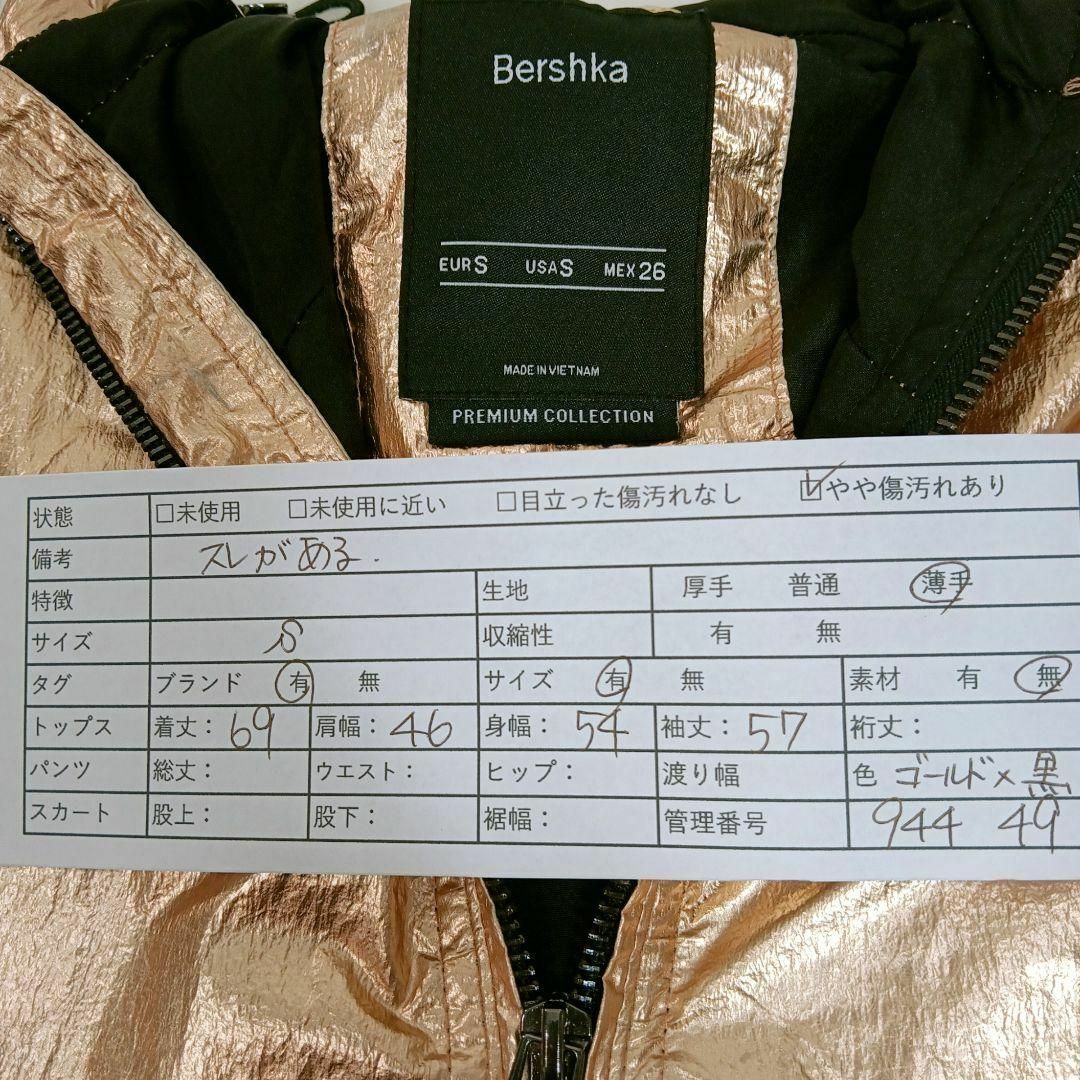 Bershka
EUR S USA S MEX 26
MADE IN VIETNAM
PREMIUM COLLECTION
状態 □未使用 □未使用に近い □目立った傷汚れなし ☑やや傷汚れあり
備考 スレがある.
特徴 生地 厚手 普通 薄手
サイズ S 収縮性 有 無
タグ ブランド 有 無 サイズ 有 無 素材 有 無
トップス 着丈：69 肩幅：46 身幅：54 袖丈：57 裄丈：
パンツ 総丈： ウエスト： ヒップ： 渡り幅 色 ゴールド×黒
スカート 股上： 股下： 裾幅： 管理番号 944 49